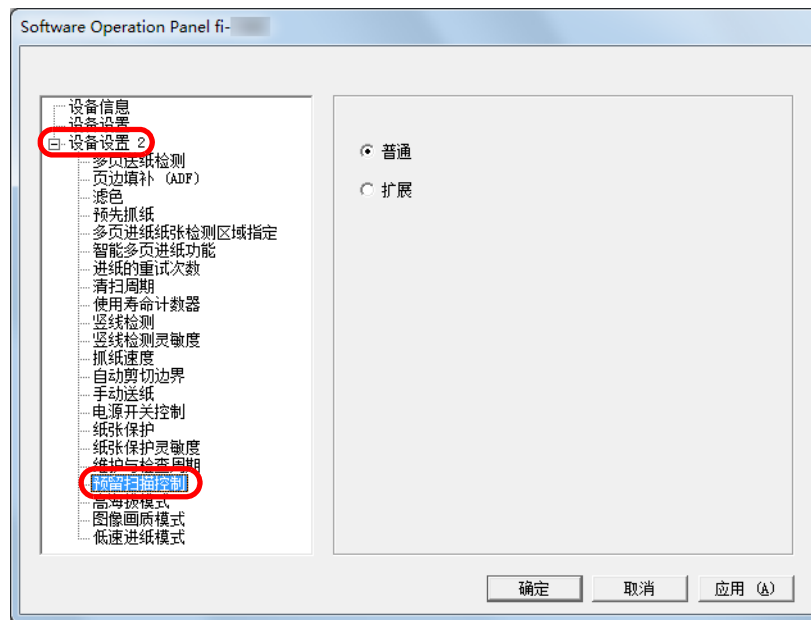 Software Operation Panel fi-
设备信息
设备设置
设备设置 2
多页送纸检测
页边填补 (ADF)
滤色
预先抓纸
多页进纸纸张检测区域指定
智能多页进纸功能
进纸的重试次数
清扫周期
使用寿命计数器
竖线检测
竖线检测灵敏度
抓纸速度
自动剪切边界
手动送纸
电源开关控制
纸张保护
纸张保护灵敏度
维护与检查周期
预留扫描控制
高海拔模式
图像画质模式
低速进纸模式
普通
扩展
确定 取消 应用 (A)